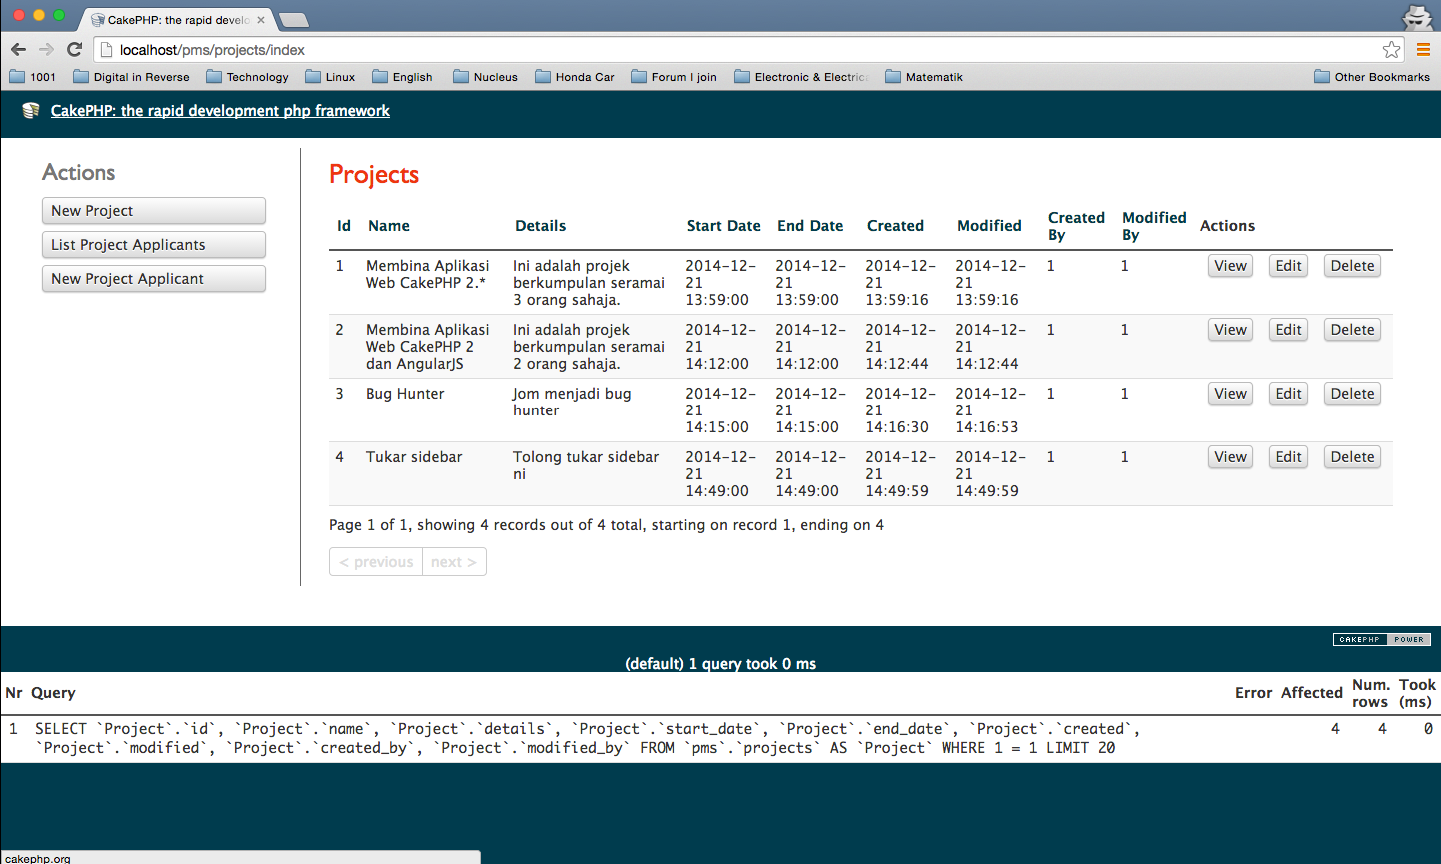 CakePHP: the rapid develo
localhost/pms/projects/index
1001 Digital in Reverse Technology Linux English Nucleus Honda Car Forum | join Electronic & Electrica Matematik Other Bookmarks
CakePHP: the rapid development php framework
Actions
New Project
List Project Applicants
New Project Applicant
Projects
Id Name Details Start Date End Date Created Modified Created By Modified By Actions
1 Membina Aplikasi Ini adalah projek 2014-12- 2014-12- 2014-12- 2014-12- 1 1 View Edit Delete
Web CakePHP 2.* berkumpulan seramai 21 21 21 21
3 orang sahaja. 13:59:00 13:59:00 13:59:16 13:59:16
2 Membina Aplikasi Ini adalah projek 2014-12- 2014-12- 2014-12- 2014-12- 1 1 View Edit Delete
Web CakePHP 2 berkumpulan seramai 21 21 21 21
dan AngularJS 2 orang sahaja. 14:12:00 14:12:00 14:12:44 14:12:44
3 Bug Hunter Jom menjadi bug 2014-12- 2014-12- 2014-12- 2014-12- 1 1 View Edit Delete
hunter 21 21 21 21
14:15:00 14:15:00 14:16:30 14:16:53
4 Tukar sidebar Tolong tukar sidebar 2014-12- 2014-12- 2014-12- 2014-12- 1 1 View Edit Delete
ni 21 21 21 21
14:49:00 14:49:00 14:49:59 14:49:59
Page 1 of 1, showing 4 records out of 4 total, starting on record 1, ending on 4
< previous next >
CAKEPHP POWER
(default) 1 query took 0 ms
Nr Query Error Affected Num. rows Took (ms)
1 SELECT `Project`.`id`, `Project`.`name`, `Project`.`details`, `Project`.`start_date`, `Project`.`end_date`, `Project`.`created`, 4 4 0
`Project`.`modified`, `Project`.`created_by`, `Project`.`modified_by` FROM `pms`.`projects` AS `Project` WHERE 1 = 1 LIMIT 20
cakephp.org